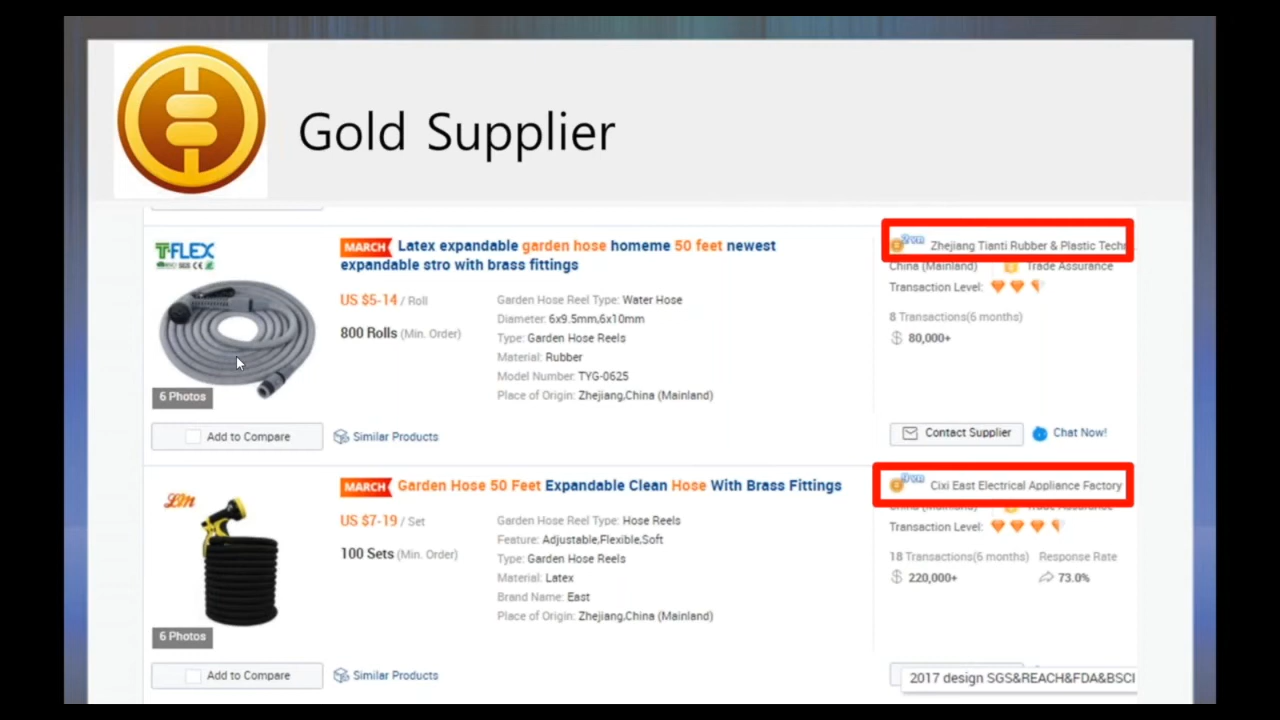 Gold Supplier
T-FLEX
MARCH Latex expandable garden hose homeme 50 feet newest
expandable stro with brass fittings
US $5-14 / Roll
800 Rolls (Min. Order)
Garden Hose Reel Type: Water Hose
Diameter: 6x9.5mm,6x10mm
Type: Garden Hose Reels
Material: Rubber
Model Number: TYG-0625
Place of Origin: Zhejiang,China (Mainland)
Zhejiang Tianti Rubber & Plastic Techn
China (Mainland) Trade Assurance
Transaction Level:
8 Transactions(6 months)
$ 80,000+
6 Photos
Add to Compare
Similar Products
Contact Supplier
Chat Now!
MARCH Garden Hose 50 Feet Expandable Clean Hose With Brass Fittings
US $7-19 / Set
100 Sets (Min. Order)
Garden Hose Reel Type: Hose Reels
Feature: Adjustable,Flexible,Soft
Type: Garden Hose Reels
Material: Latex
Brand Name: East
Place of Origin: Zhejiang,China (Mainland)
Cixi East Electrical Appliance Factory
China (Mainland) Trade Assurance
Transaction Level:
18 Transactions(6 months) Response Rate
$ 220,000+ 73.0%
6 Photos
Add to Compare
Similar Products
2017 design SGS&REACH&FDA&BSCI